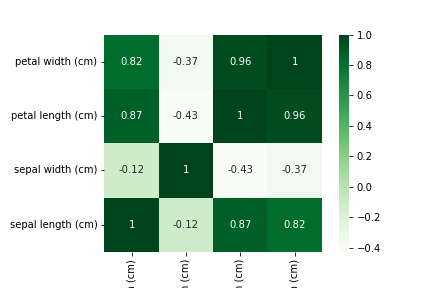 petal width (cm) 0.82 -0.37 0.96 1
petal length (cm) 0.87 -0.43 1 0.96
sepal width (cm) -0.12 1 -0.43 -0.37
sepal length (cm) 1 -0.12 0.87 0.82
(cm) (cm) (cm) (cm)
1.0
0.8
0.6
0.4
0.2
0.0
−0.2
−0.4